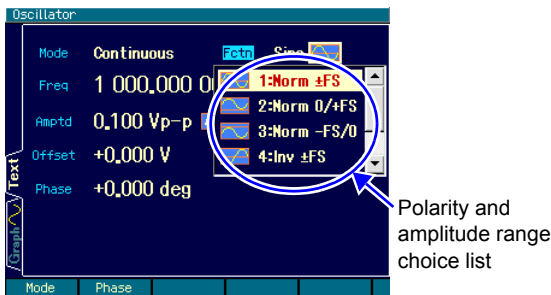 Oscillator
Mode Continuous Fctn Sine
Freq 1 000.000 0
1:Norm ±FS
2:Norm 0/+FS
3:Norm -FS/0
4:Inv ±FS
Amptd 0.100 Vp-p
Offset +0.000 V
Phase +0.000 deg
Text
Graph
Polarity and
amplitude range
choice list
Mode Phase